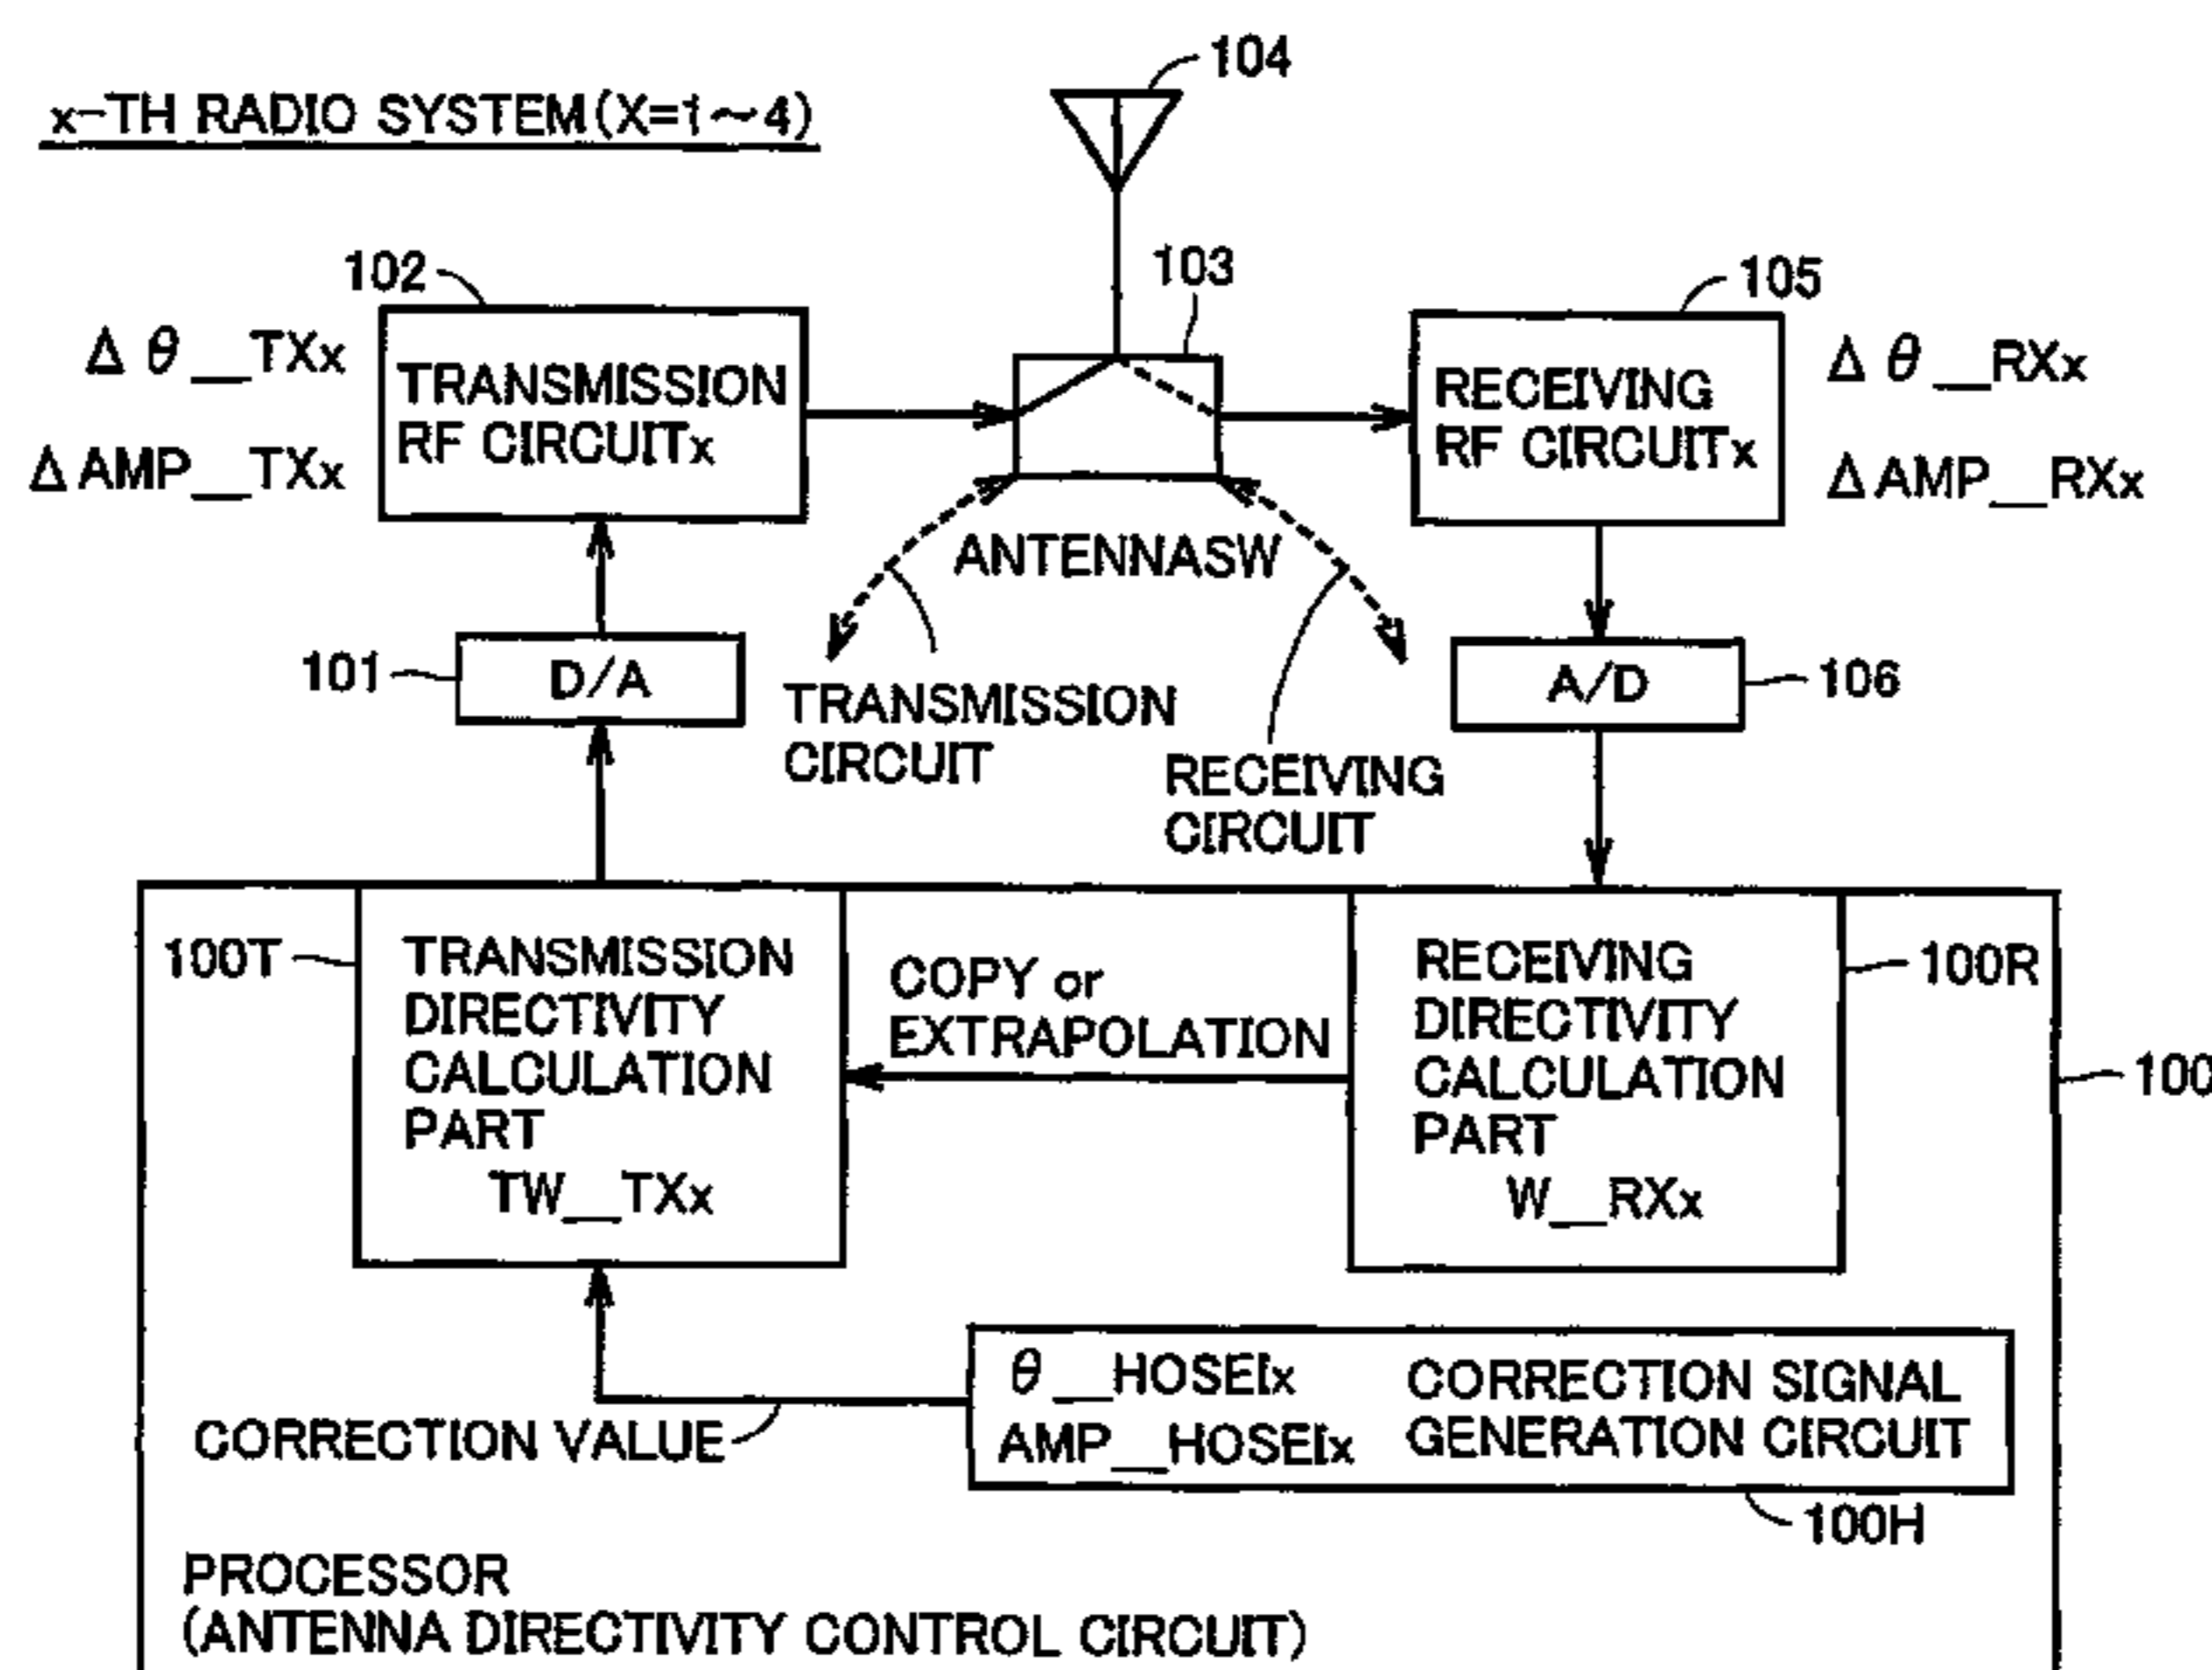 104
x-TH RADIO SYSTEM(X=1~4)
102
103
105
Δθ__TXx
ΔAMP__TXx
TRANSMISSION
RF CIRCUITx
RECEIVING
RF CIRCUITx
Δθ__RXx
ΔAMP__RXx
ANTENNASW
101
D/A
TRANSMISSION
CIRCUIT
RECEIVING
CIRCUIT
A/D
106
100T
TRANSMISSION
DIRECTIVITY
CALCULATION
PART
TW__TXx
COPY or
EXTRAPOLATION
RECEIVING
DIRECTIVITY
CALCULATION
PART
W__RXx
100R
100
CORRECTION VALUE
θ__HOSEIx
AMP__HOSEIx
CORRECTION SIGNAL
GENERATION CIRCUIT
100H
PROCESSOR
(ANTENNA DIRECTIVITY CONTROL CIRCUIT)